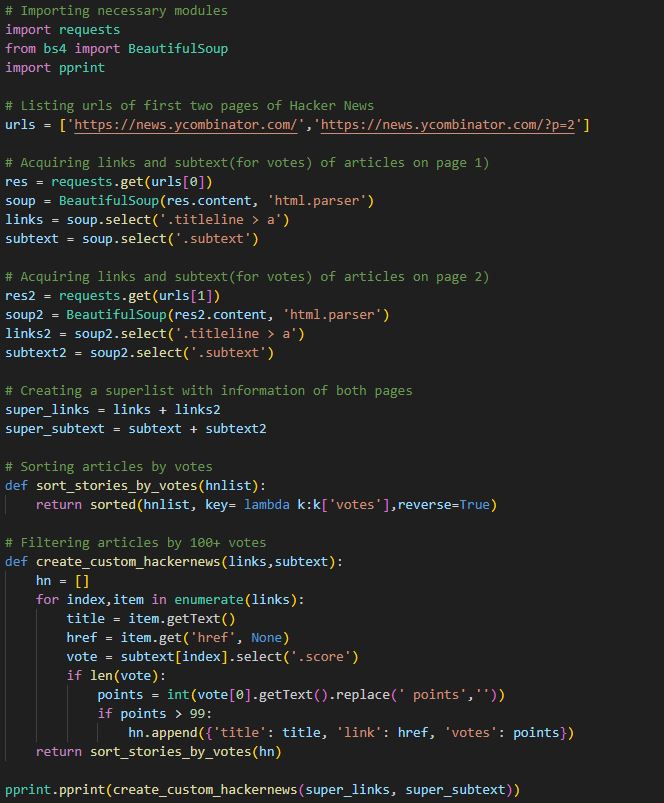 # Importing necessary modules
import requests
from bs4 import BeautifulSoup
import pprint

# Listing urls of first two pages of Hacker News
urls = ['https://news.ycombinator.com/','https://news.ycombinator.com/?p=2']

# Acquiring links and subtext(for votes) of articles on page 1)
res = requests.get(urls[0])
soup = BeautifulSoup(res.content, 'html.parser')
links = soup.select('.titleline > a')
subtext = soup.select('.subtext')

# Acquiring links and subtext(for votes) of articles on page 2)
res2 = requests.get(urls[1])
soup2 = BeautifulSoup(res2.content, 'html.parser')
links2 = soup2.select('.titleline > a')
subtext2 = soup2.select('.subtext')

# Creating a superlist with information of both pages
super_links = links + links2
super_subtext = subtext + subtext2

# Sorting articles by votes
def sort_stories_by_votes(hnlist):
    return sorted(hnlist, key= lambda k:k['votes'],reverse=True)

# Filtering articles by 100+ votes
def create_custom_hackernews(links,subtext):
    hn = []
    for index,item in enumerate(links):
        title = item.getText()
        href = item.get('href', None)
        vote = subtext[index].select('.score')
        if len(vote):
            points = int(vote[0].getText().replace(' points',''))
            if points > 99:
                hn.append({'title': title, 'link': href, 'votes': points})
    return sort_stories_by_votes(hn)

pprint.pprint(create_custom_hackernews(super_links, super_subtext))